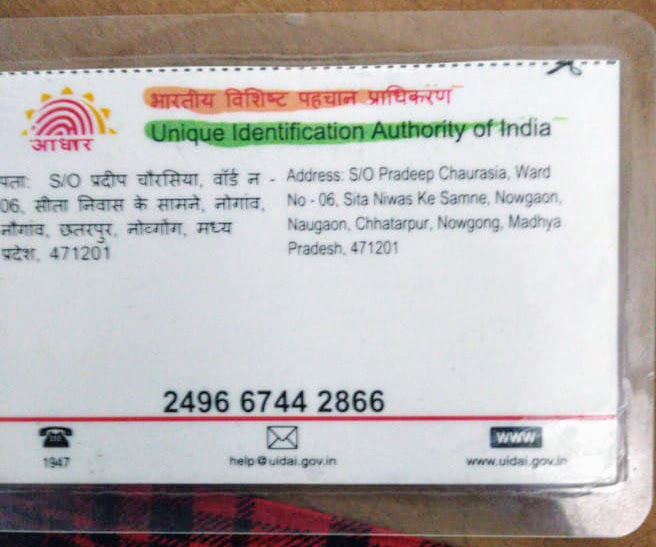 भारतीय विशिष्ट पहचान प्राधिकरण
Unique Identification Authority of India
आधार
पता: S/O प्रदीप चौरसिया, वॉर्ड न -
06, सीता निवास के सामने, नोगांव,
नौगांव, छतरपुर, नोव्गोंग, मध्य
प्रदेश, 471201
Address: S/O Pradeep Chaurasia, Ward
No - 06, Sita Niwas Ke Samne, Nowgaon,
Naugaon, Chhatarpur, Nowgong, Madhya
Pradesh, 471201
2496 6744 2866
1947
help@uidai.gov.in
www
www.uidai.gov.in